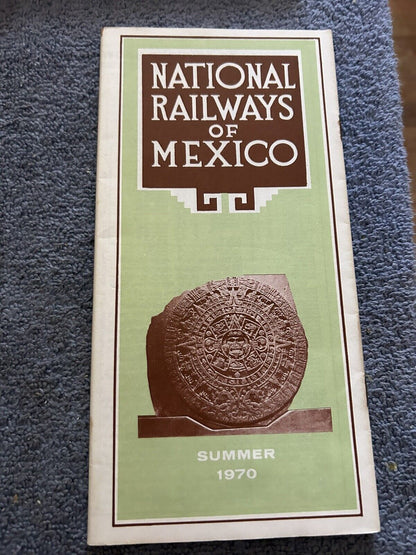 NATIONAL
RAILWAYS
OF
MEXICO
SUMMER
1970